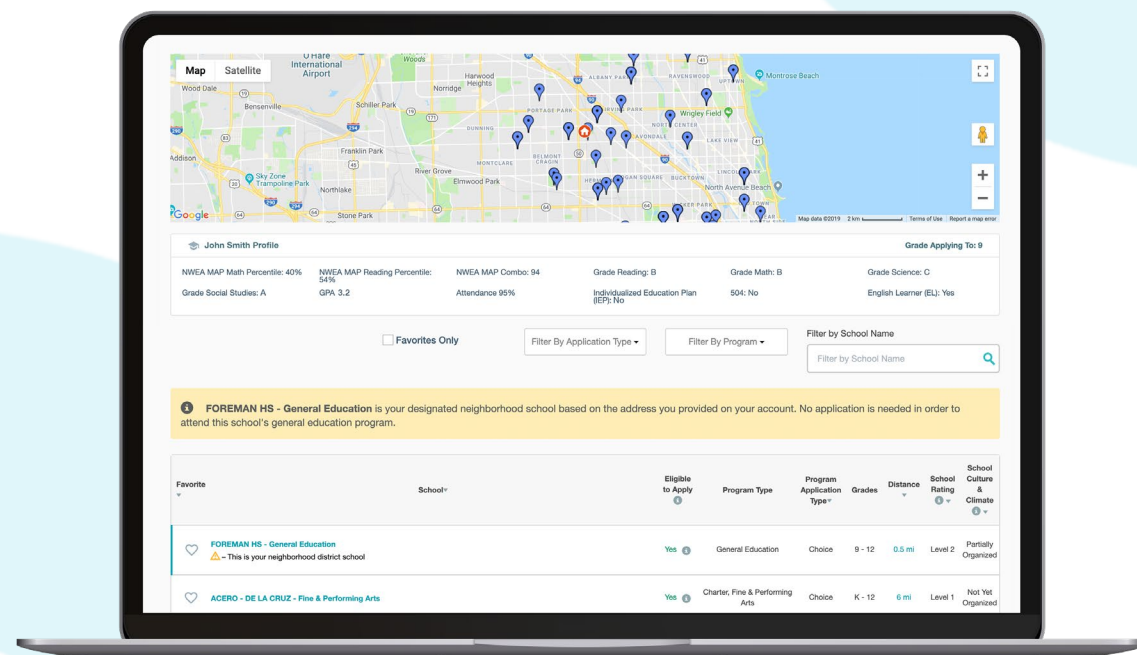 O'Hare
International
Airport
Woods
Map Satellite
Wood Dale
Harwood
Heights
Norridge
ALBANY PARK
RAVENSWOOD
UPTOWN
Montrose Beach
Bensenville
Schiller Park
PORTAGE PARK
IRVING PARK
Wrigley
Field
NORTH CENTER
DUNNING
AVONDALE
LAKE VIEW
Addison
Franklin Park
BELMONT
CRAGIN
MONTCLARE
Sky Zone
Trampoline Park
River Grove
Elmwood Park
Northlake
BUCKTOWN
North Avenue Beach
Google
Stone Park
Map data ©2019 2 km Terms of Use Report a map error
John Smith Profile Grade Applying To: 9
NWEA MAP Math Percentile: 40% NWEA MAP Reading Percentile: 54% NWEA MAP Combo: 94 Grade Reading: B Grade Math: B Grade Science: C
Grade Social Studies: A GPA 3.2 Attendance 95% Individualized Education Plan (IEP): No 504: No English Learner (EL): Yes
Filter by School Name
Favorites Only Filter By Application Type Filter By Program Filter by School Name
FOREMAN HS - General Education is your designated neighborhood school based on the address you provided on your account. No application is needed in order to
attend this school's general education program.
Favorite School Eligible to Apply Program Type Program Application Type Grades Distance School Rating School Culture & Climate
FOREMAN HS - General Education
– This is your neighborhood district school
Yes General Education Choice 9 - 12 0.5 mi Level 2 Partially Organized
ACERO - DE LA CRUZ - Fine & Performing Arts Yes Charter, Fine & Performing Arts Choice K - 12 6 mi Level 1 Not Yet Organized